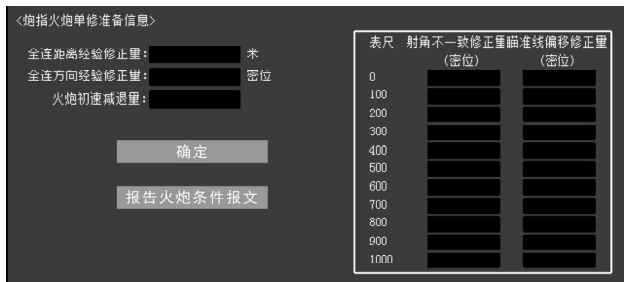 <炮指火炮单修准备信息>
全连距离经验修正量: 米
全连方向经验修正量: 密位
火炮初速减退量:
确定
报告火炮条件报文
表尺 射角不一致修正量 瞄准线偏移修正量
(密位) (密位)
0
100
200
300
400
500
600
700
800
900
1000